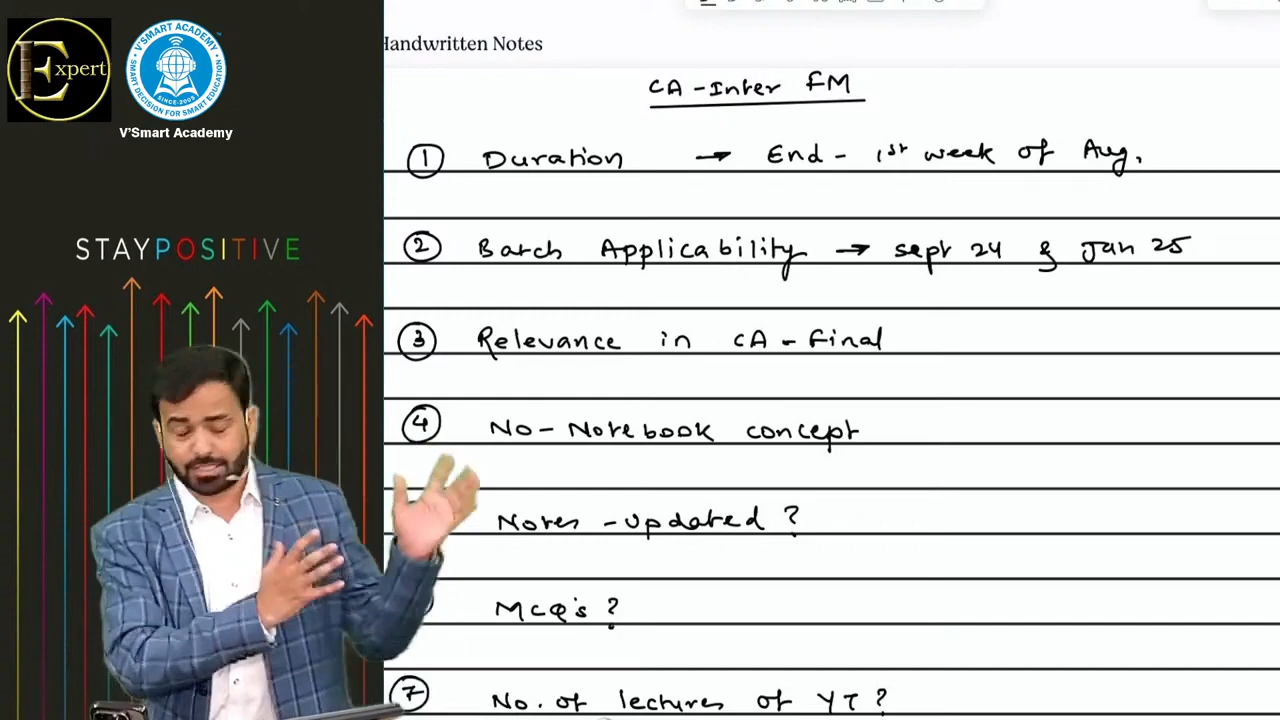 Expert
V'SMART ACADEMY
SMART DECISION FOR SMART EDUCATION
SINCE-2005
V'Smart Academy
STAYPOSITIVE
Handwritten Notes
CA-Inter FM
1 Duration → End - 1st week of Aug.
2 Batch Applicability → Sept 24 & Jan 25
3 Relevance in CA - Final
4 No-Notebook concept
Notes - updated ?
MCQ's ?
7 No. of lectures of YT ?